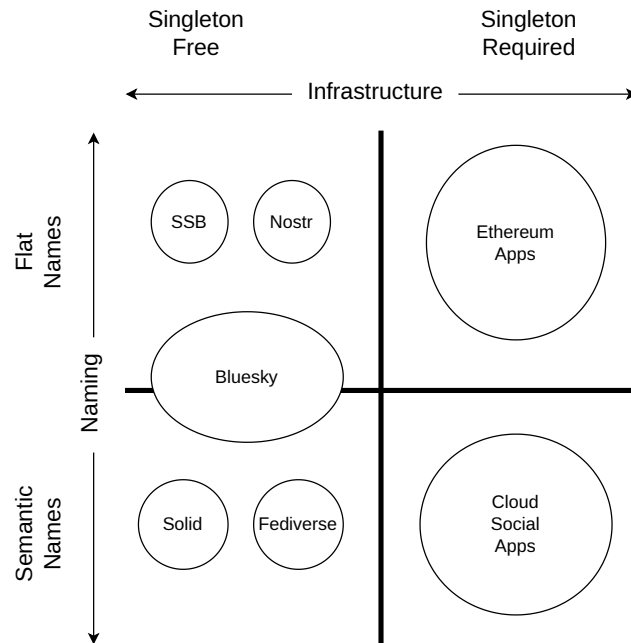 Singleton
Free
Singleton
Required
Infrastructure
Flat
Names
SSB
Nostr
Ethereum
Apps
Naming
Bluesky
Semantic
Names
Solid
Fediverse
Cloud
Social
Apps